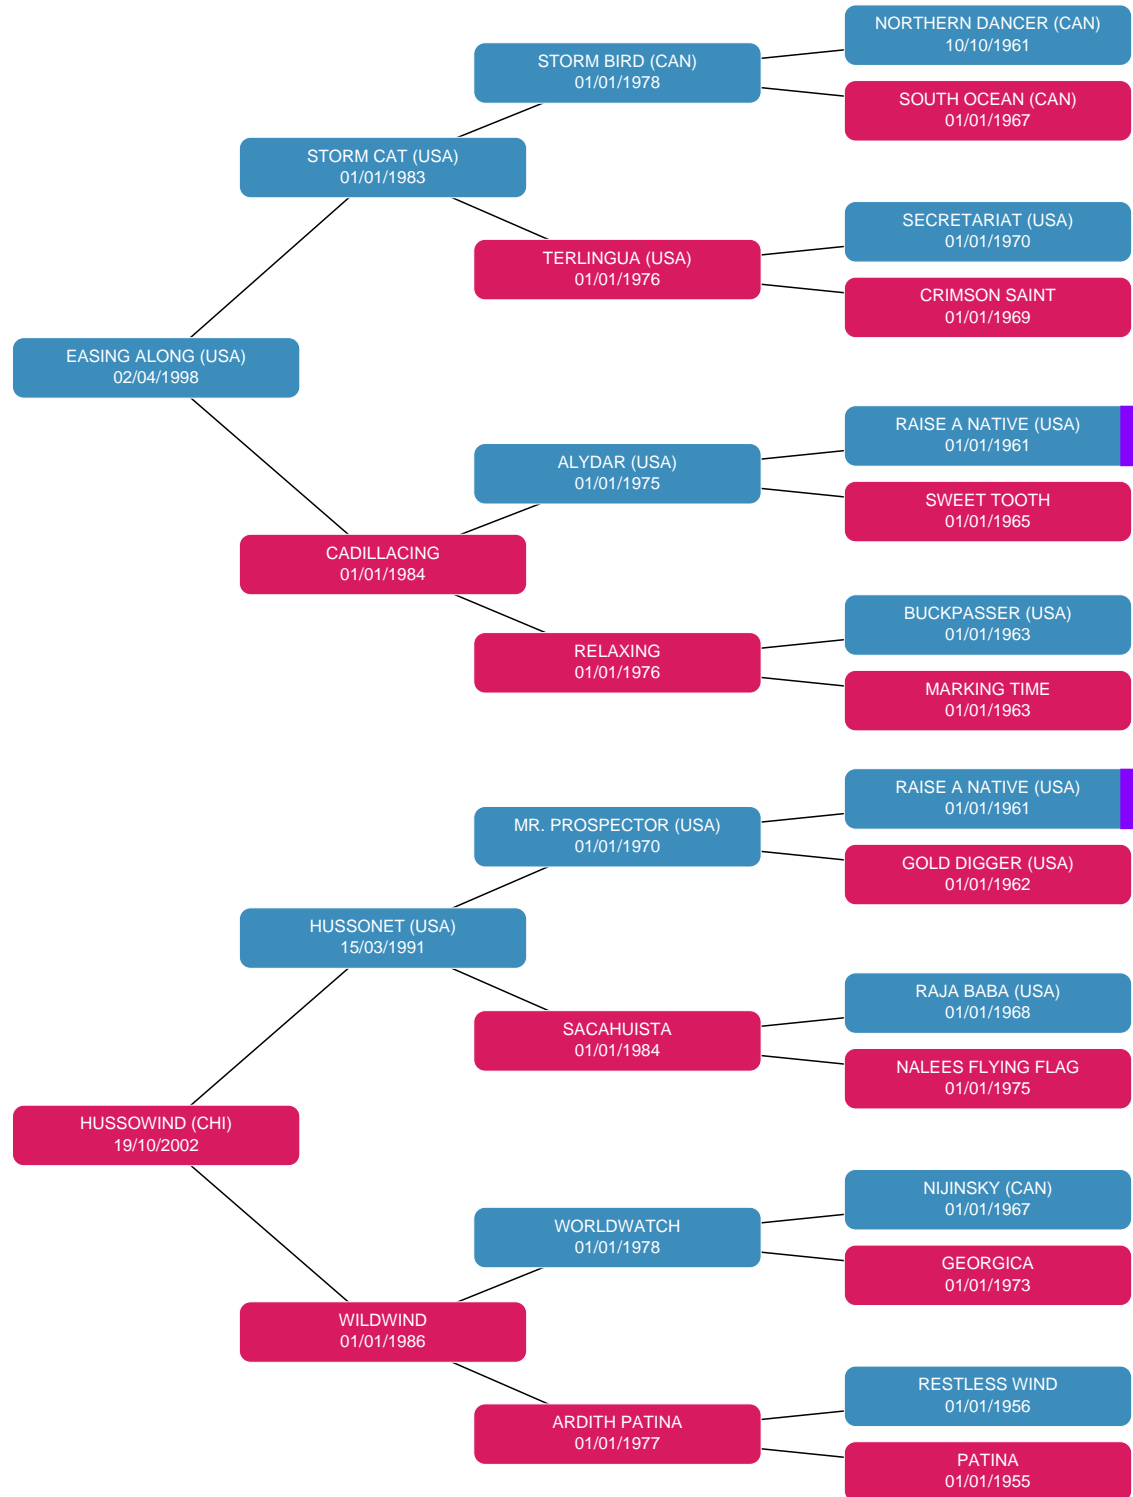 NORTHERN DANCER (CAN)
10/10/1961
STORM BIRD (CAN)
01/01/1978
SOUTH OCEAN (CAN)
01/01/1967
STORM CAT (USA)
01/01/1983
SECRETARIAT (USA)
01/01/1970
TERLINGUA (USA)
01/01/1976
CRIMSON SAINT
01/01/1969
EASING ALONG (USA)
02/04/1998
RAISE A NATIVE (USA)
01/01/1961
ALYDAR (USA)
01/01/1975
SWEET TOOTH
01/01/1965
CADILLACING
01/01/1984
BUCKPASSER (USA)
01/01/1963
RELAXING
01/01/1976
MARKING TIME
01/01/1963
RAISE A NATIVE (USA)
01/01/1961
MR. PROSPECTOR (USA)
01/01/1970
GOLD DIGGER (USA)
01/01/1962
HUSSONET (USA)
15/03/1991
RAJA BABA (USA)
01/01/1968
SACAHUISTA
01/01/1984
NALEES FLYING FLAG
01/01/1975
HUSSOWIND (CHI)
19/10/2002
NIJINSKY (CAN)
01/01/1967
WORLDWATCH
01/01/1978
GEORGICA
01/01/1973
WILDWIND
01/01/1986
RESTLESS WIND
01/01/1956
ARDITH PATINA
01/01/1977
PATINA
01/01/1955